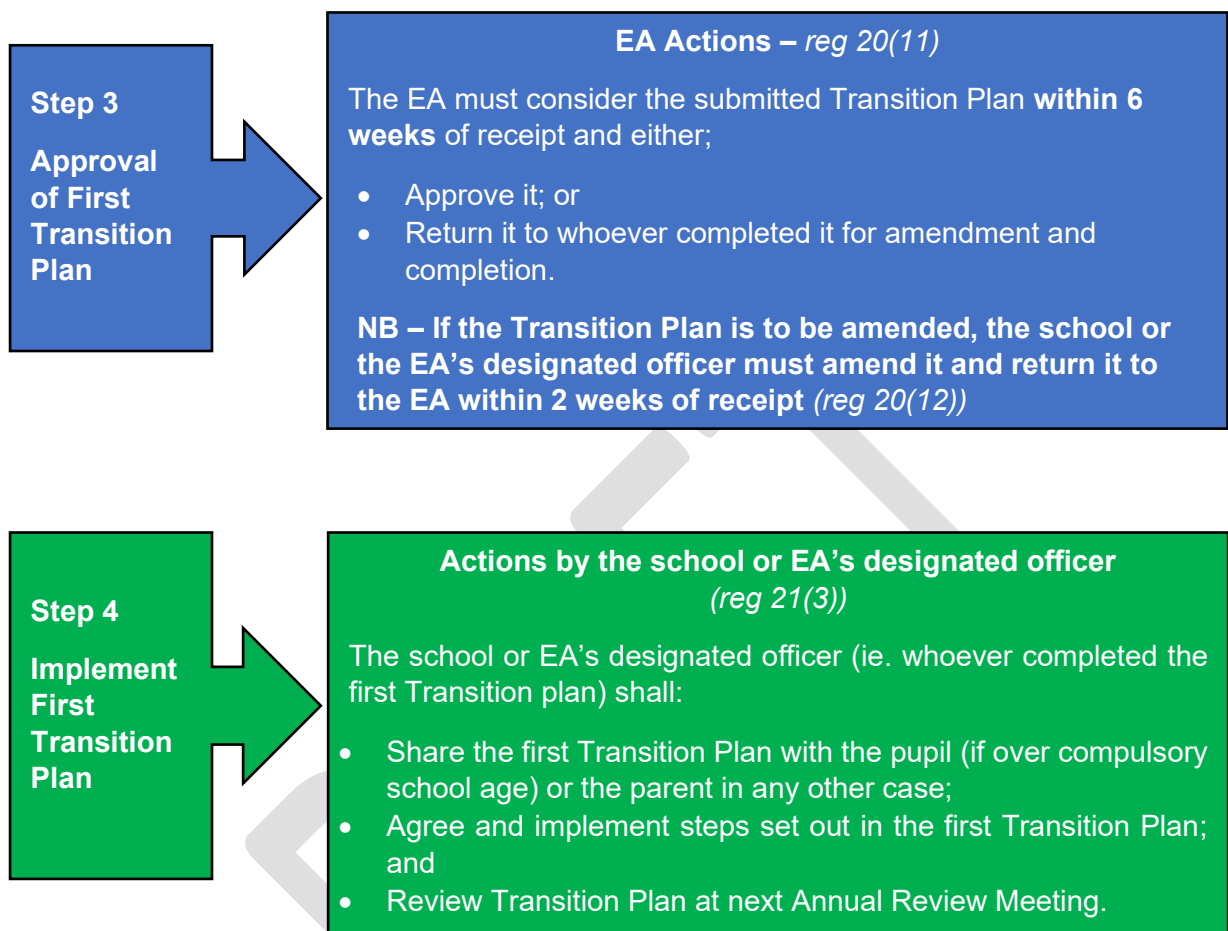 Step 3
Approval
of First
Transition
Plan
EA Actions – reg 20(11)
The EA must consider the submitted Transition Plan within 6
weeks of receipt and either;
• Approve it; or
• Return it to whoever completed it for amendment and
completion.
NB – If the Transition Plan is to be amended, the school or
the EA’s designated officer must amend it and return it to
the EA within 2 weeks of receipt (reg 20(12))
Step 4
Implement
First
Transition
Plan
Actions by the school or EA’s designated officer
(reg 21(3))
The school or EA’s designated officer (ie. whoever completed the
first Transition plan) shall:
• Share the first Transition Plan with the pupil (if over compulsory
school age) or the parent in any other case;
• Agree and implement steps set out in the first Transition Plan;
and
• Review Transition Plan at next Annual Review Meeting.